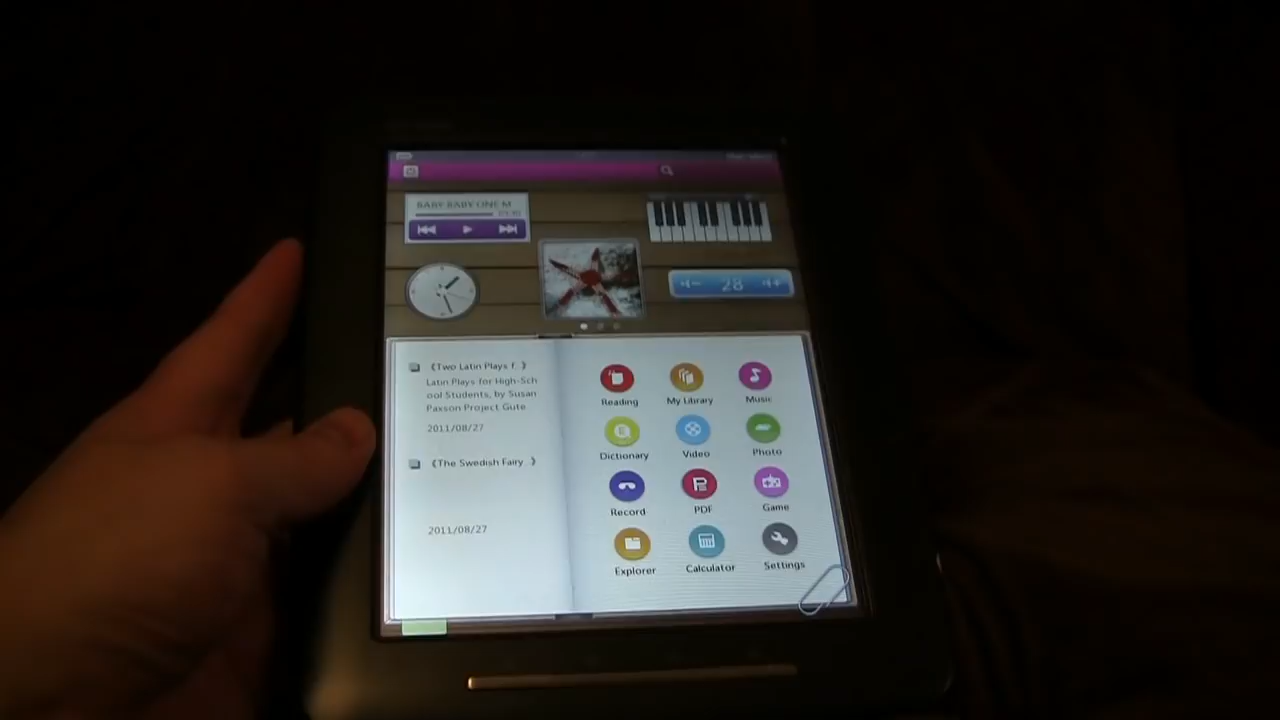 BABY BABY ONE M
28
《Two Latin Plays f..》
Latin Plays for High-Sch
ool Students, by Susan
Paxson Project Gute
2011/08/27
《The Swedish Fairy..》
2011/08/27
Reading
My Library
Music
Dictionary
Video
Photo
Record
PDF
Game
Explorer
Calculator
Settings